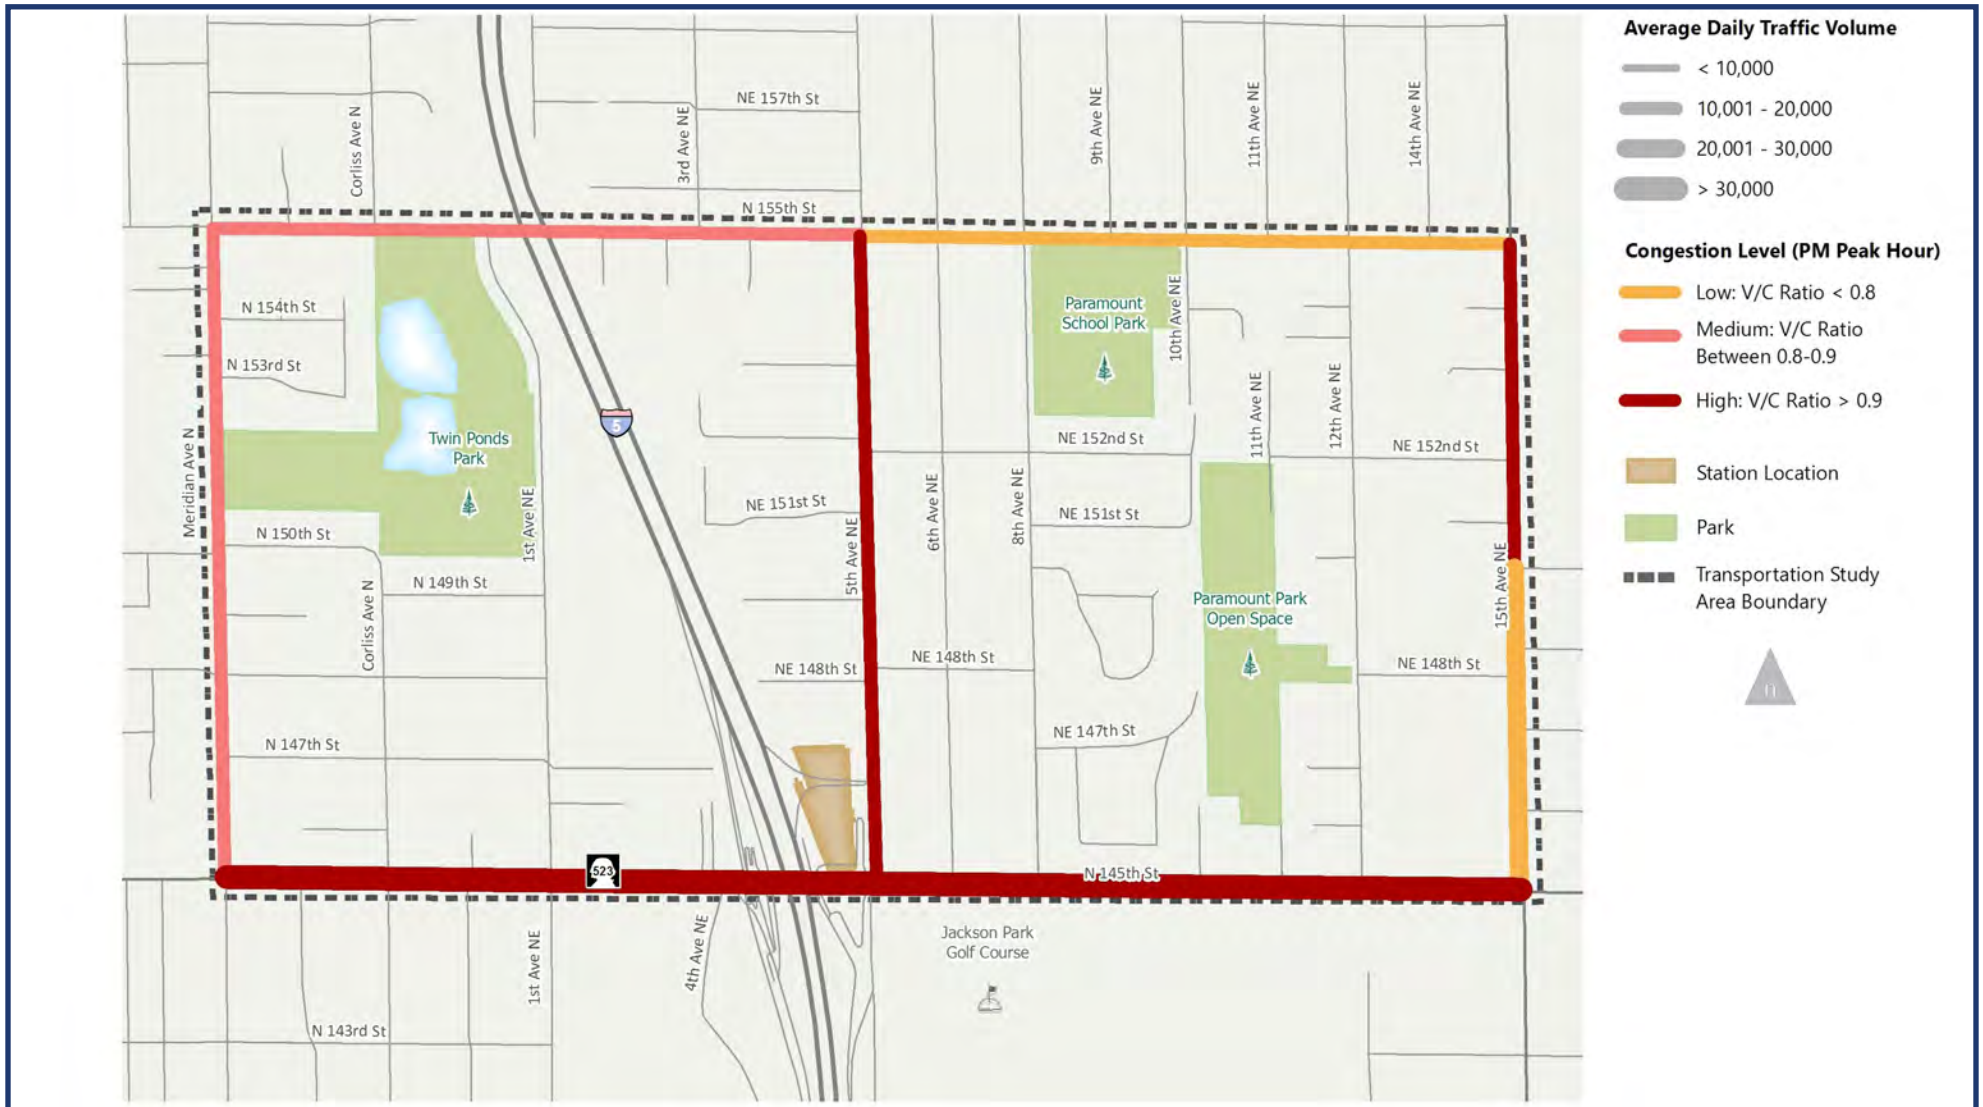 Average Daily Traffic Volume
< 10,000
10,001 - 20,000
20,001 - 30,000
> 30,000
Congestion Level (PM Peak Hour)
Low: V/C Ratio < 0.8
Medium: V/C Ratio
Between 0.8-0.9
High: V/C Ratio > 0.9
Station Location
Park
Transportation Study
Area Boundary
Corliss Ave N
3rd Ave NE
NE 157th St
9th Ave NE
11th Ave NE
14th Ave NE
N 155th St
N 154th St
N 153rd St
Meridian Ave N
Twin Ponds
Park
5
Paramount
School Park
10th Ave NE
11th Ave NE
12th Ave NE
NE 152nd St
NE 152nd St
N 150th St
1st Ave NE
NE 151st St
5th Ave NE
6th Ave NE
8th Ave NE
NE 151st St
15th Ave NE
Corliss Ave N
N 149th St
Paramount Park
Open Space
NE 148th St
NE 148th St
NE 148th St
N 147th St
NE 147th St
523
N 145th St
1st Ave NE
4th Ave NE
Jackson Park
Golf Course
N 143rd St